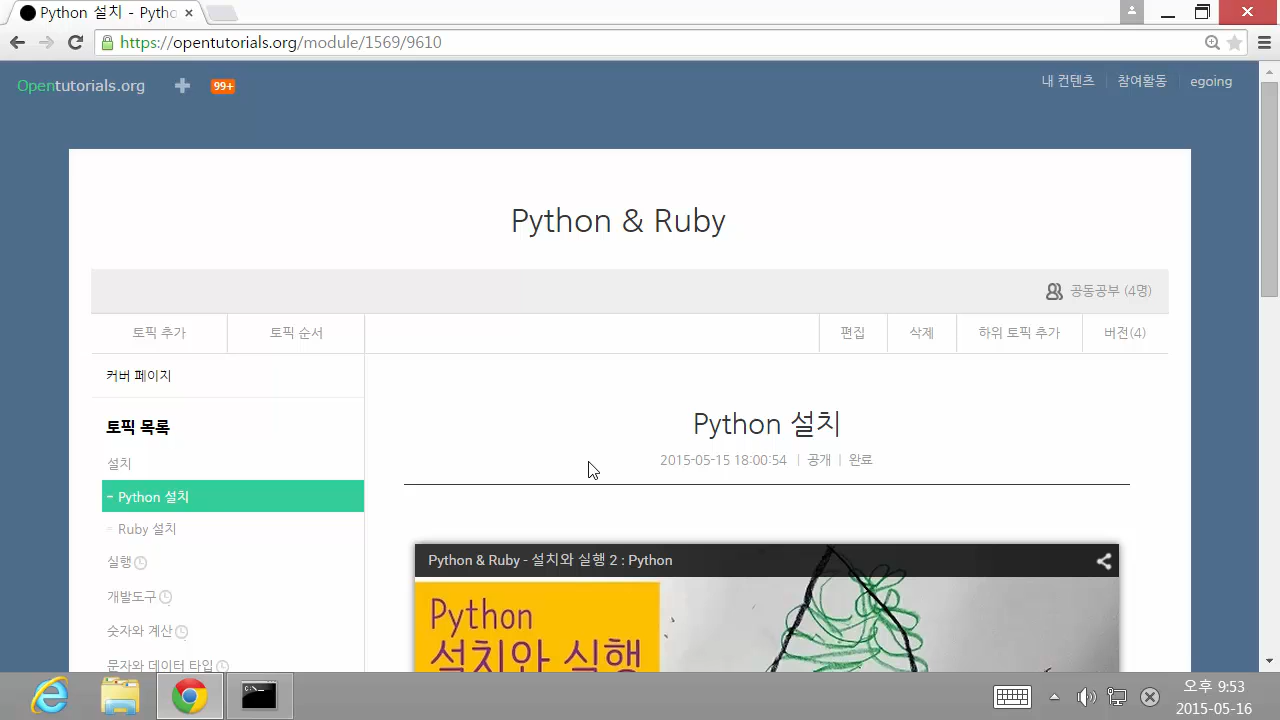 Python 설치 - Pytho
https://opentutorials.org/module/1569/9610
Opentutorials.org
99+
내 컨텐츠
참여활동
egoing
Python & Ruby
공동공부 (4명)
토픽 추가
토픽 순서
편집
삭제
하위 토픽 추가
버전(4)
커버 페이지
토픽 목록
설치
- Python 설치
- Ruby 설치
실행
개발도구
숫자와 계산
문자와 데이터 타입
Python 설치
2015-05-15 18:00:54 | 공개 | 완료
Python & Ruby - 설치와 실행 2 : Python
Python
설치와 실행
오후 9:53
2015-05-16